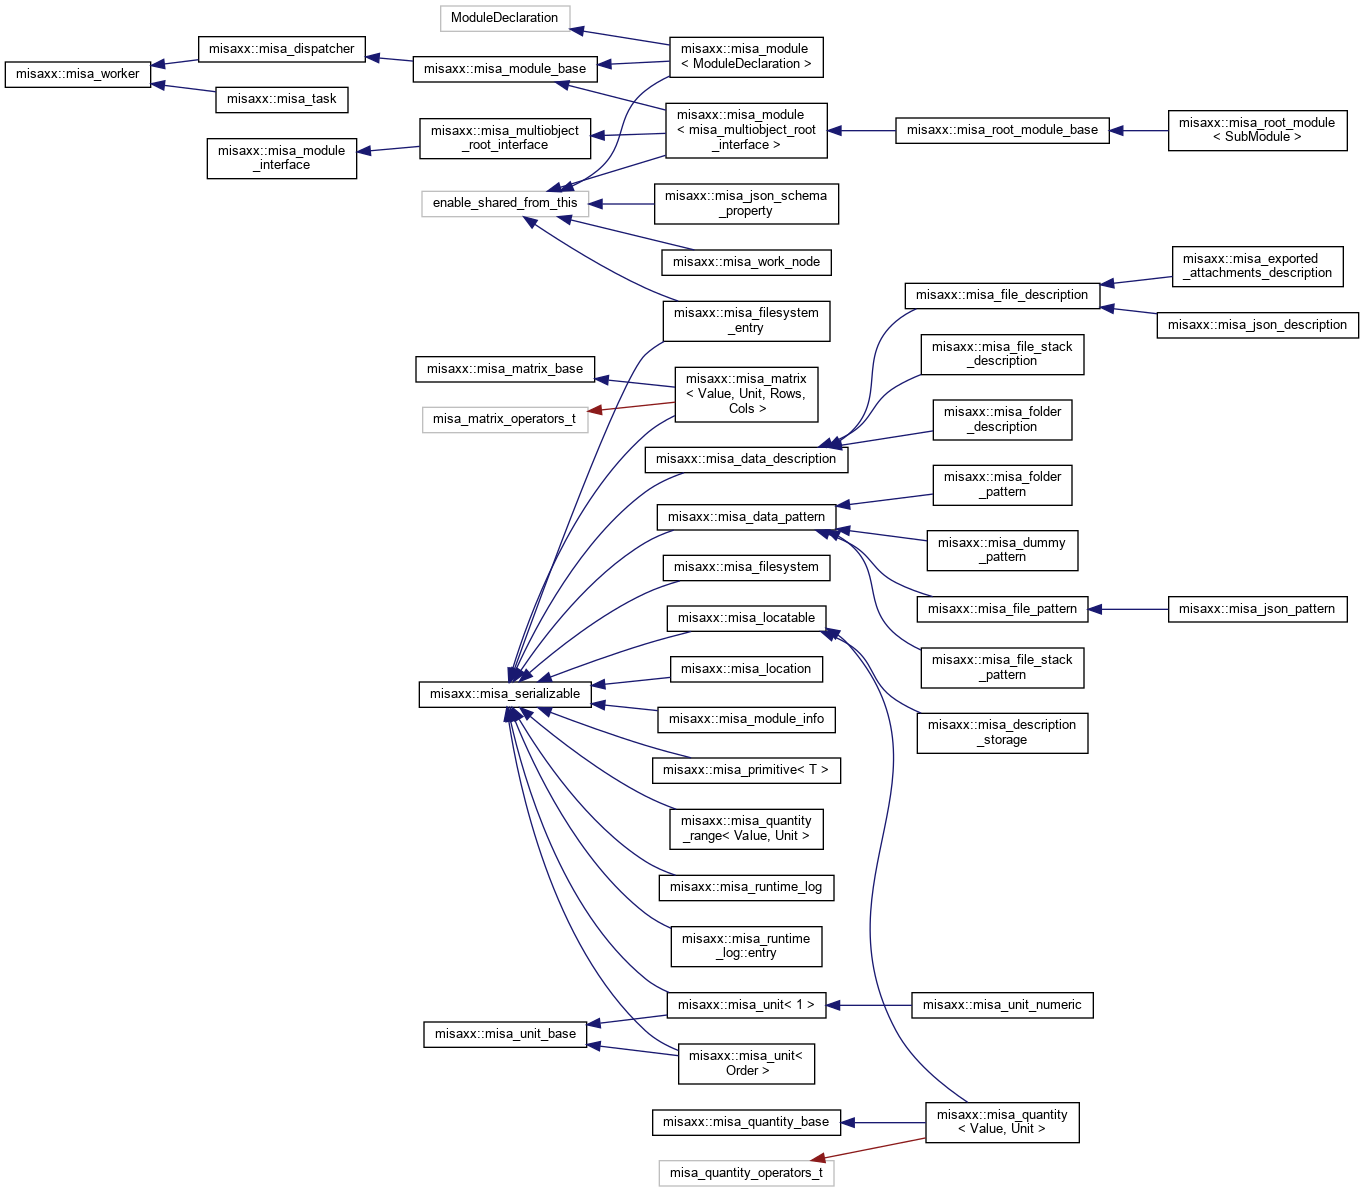 ModuleDeclaration
misaxx::misa_worker
misaxx::misa_dispatcher
misaxx::misa_task
misaxx::misa_module_base
misaxx::misa_module
< ModuleDeclaration >
misaxx::misa_module
_interface
misaxx::misa_multiobject
_root_interface
misaxx::misa_module
< misa_multiobject_root
_interface >
misaxx::misa_root_module_base
misaxx::misa_root_module
< SubModule >
enable_shared_from_this
misaxx::misa_json_schema
_property
misaxx::misa_work_node
misaxx::misa_filesystem
_entry
misaxx::misa_matrix_base
misa_matrix_operators_t
misaxx::misa_matrix
< Value, Unit, Rows,
Cols >
misaxx::misa_data_description
misaxx::misa_file_description
misaxx::misa_exported
_attachments_description
misaxx::misa_json_description
misaxx::misa_file_stack
_description
misaxx::misa_folder
_description
misaxx::misa_data_pattern
misaxx::misa_folder
_pattern
misaxx::misa_dummy
_pattern
misaxx::misa_file_pattern
misaxx::misa_json_pattern
misaxx::misa_file_stack
_pattern
misaxx::misa_filesystem
misaxx::misa_locatable
misaxx::misa_description
_storage
misaxx::misa_serializable
misaxx::misa_location
misaxx::misa_module_info
misaxx::misa_primitive< T >
misaxx::misa_quantity
_range< Value, Unit >
misaxx::misa_runtime_log
misaxx::misa_runtime
_log::entry
misaxx::misa_unit< 1 >
misaxx::misa_unit_numeric
misaxx::misa_unit_base
misaxx::misa_unit<
Order >
misaxx::misa_quantity_base
misaxx::misa_quantity
< Value, Unit >
misa_quantity_operators_t